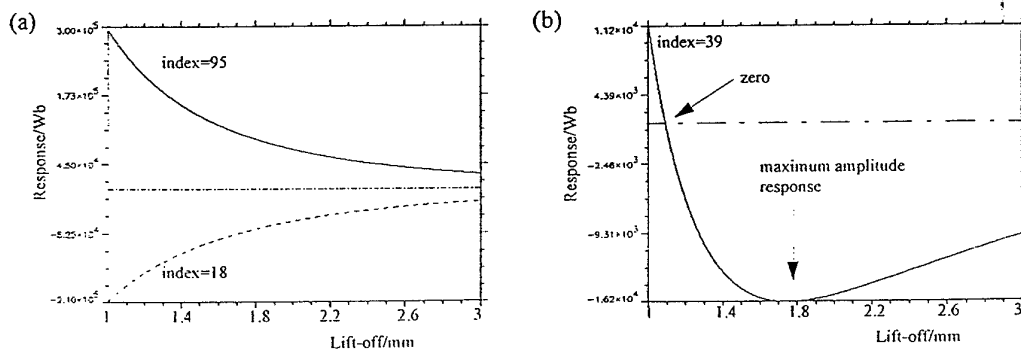 (a)
3.00×10⁵
index=95
1.73×10⁵
Response/Wb
4.50×10⁴
-8.25×10⁴
index=18
-2.10×10⁵
1 1.4 1.8 2.2 2.6 3
Lift-off/mm
(b)
1.12×10⁴
index=39
zero
4.39×10³
Response/Wb
-2.46×10³
maximum amplitude
response
-9.31×10³
-1.62×10⁴
1 1.4 1.8 2.2 2.6 3
Lift-off/mm